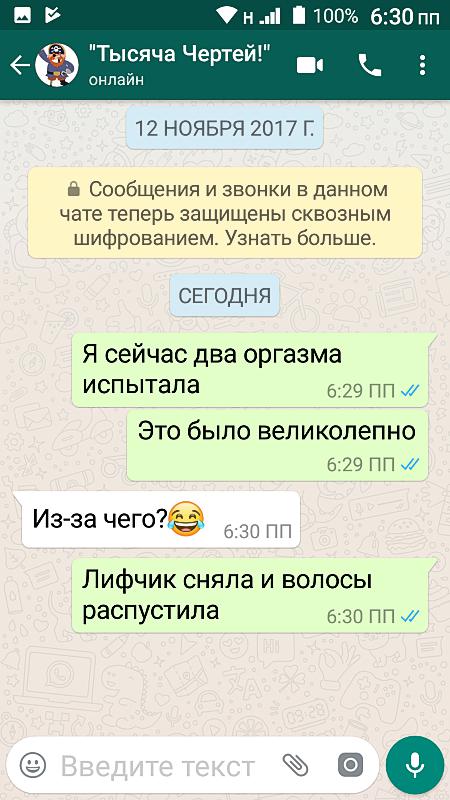 H 100% 6:30 ПП
"Тысяча Чертей!"
онлайн
12 НОЯБРЯ 2017 Г.
Сообщения и звонки в данном
чате теперь защищены сквозным
шифрованием. Узнать больше.
СЕГОДНЯ
Я сейчас два оргазма
испытала
6:29 ПП
Это было великолепно
6:29 ПП
Из-за чего?😂
6:30 ПП
Лифчик сняла и волосы
распустила
6:30 ПП
Введите текст